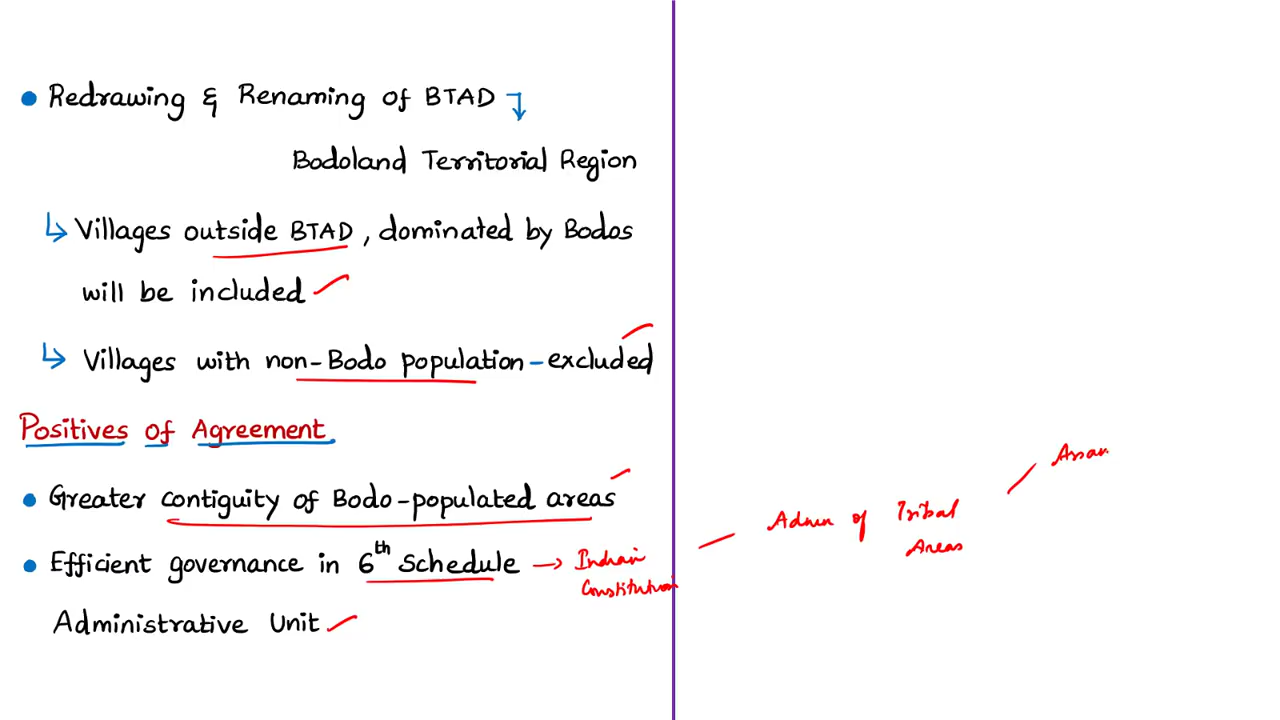 Redrawing & Renaming of BTAD
Bodoland Territorial Region
Villages outside BTAD, dominated by Bodos
will be included
Villages with non-Bodo population - excluded
Positives of Agreement
Greater contiguity of Bodo-populated areas
Efficient governance in 6th Schedule → Indian
Constitution
Administrative Unit
Admn of Tribal
Areas